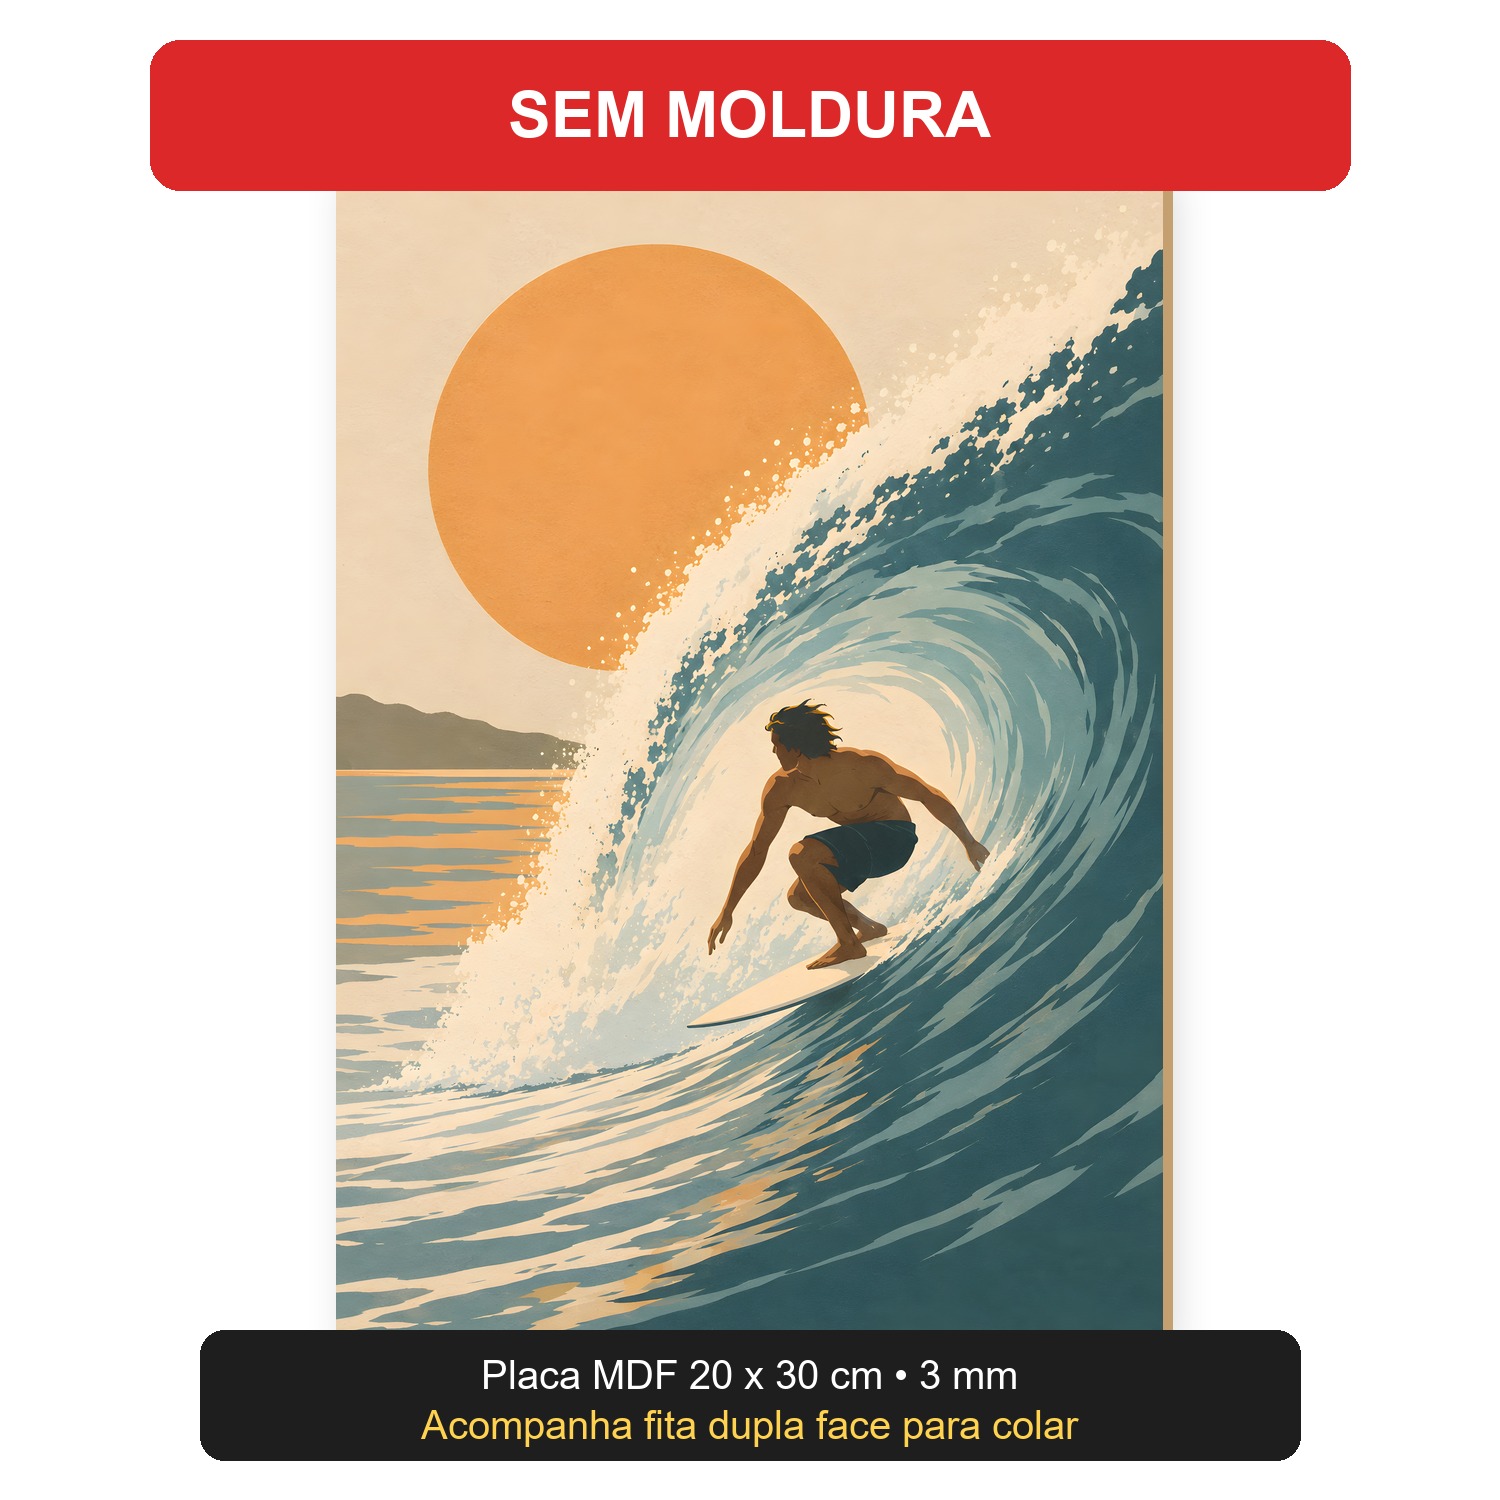 SEM MOLDURA
Placa MDF 20 x 30 cm • 3 mm
Acompanha fita dupla face para colar